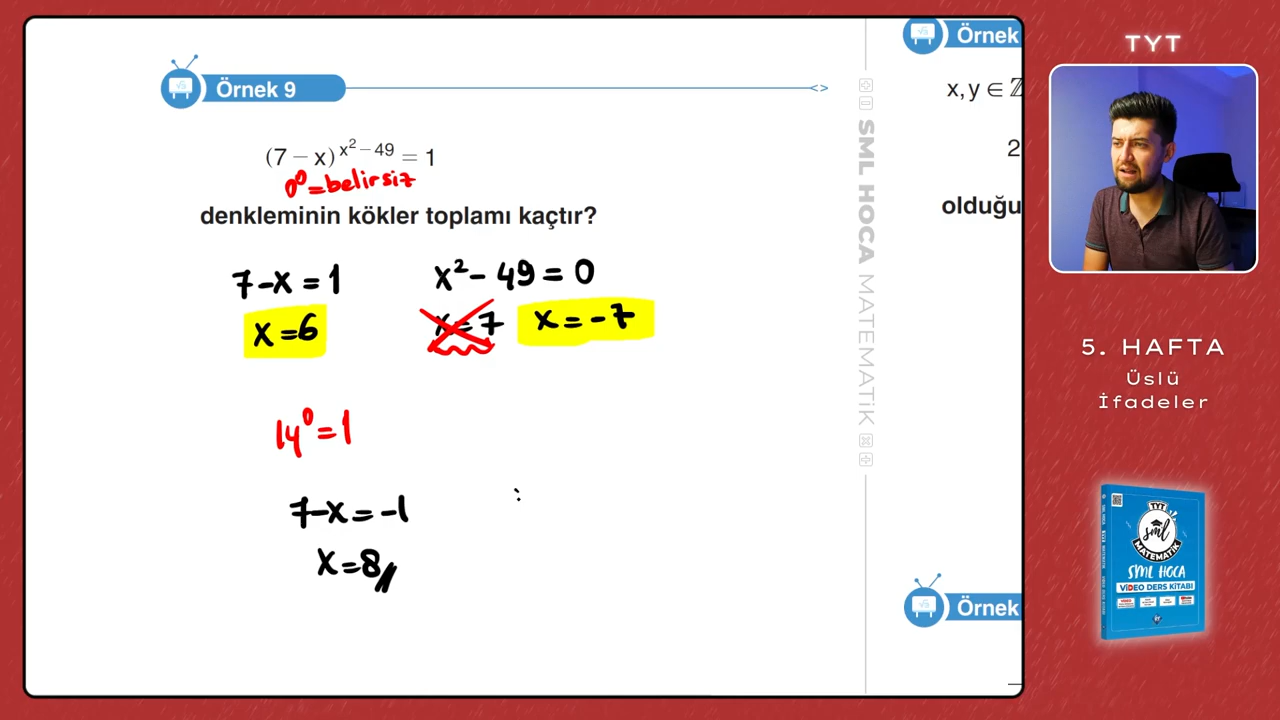 Örnek 9
(7 – x)^{x² – 49} = 1
0⁰ = belirsiz
denkleminin kökler toplamı kaçtır?
7-x = 1
x = 6
x² - 49 = 0
x = 7 x = -7
14⁰ = 1
7-x = -1
x = 8
SML HOCA MATEMATİK
Örnek
x, y ∈ ℤ
2
olduğu
Örnek
TYT
5. HAFTA
Üslü
İfadeler
TYT
sml
MATEMATİK
SML HOCA
VİDEO DERS KİTABI